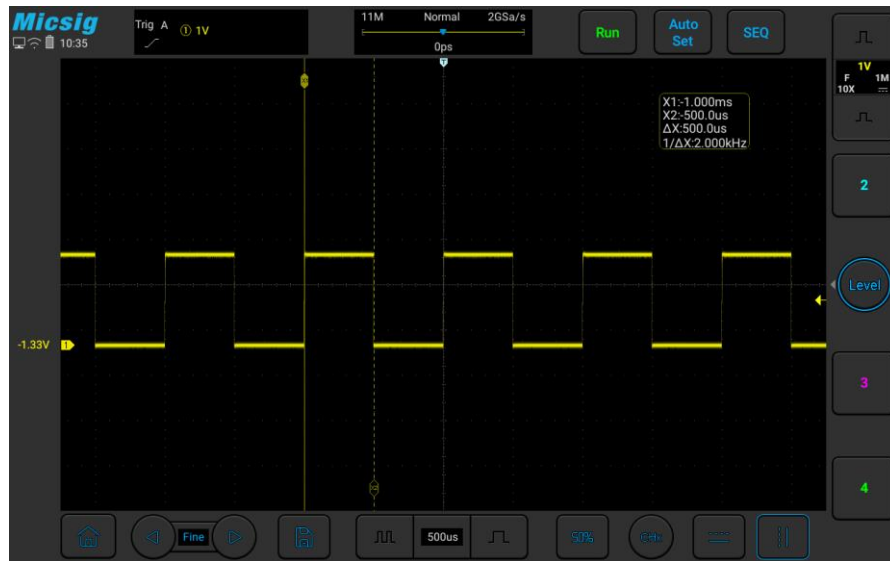 Micsig
10:35
Trig A ① 1V
11M Normal 2GSa/s
0ps
Run
Auto
Set
SEQ
1V
F 1M
10X
T
X1:-1.000ms
X2:-500.0us
ΔX:500.0us
1/ΔX:2.000kHz
2
Level
-1.33V 1
3
4
Fine
500us
50%